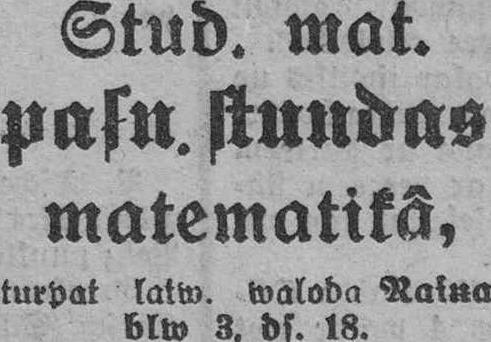 Stud. mat.
pasn. stundas
matematikâ,
turpat latw. waloda Raina
blw 3, ds. 18.